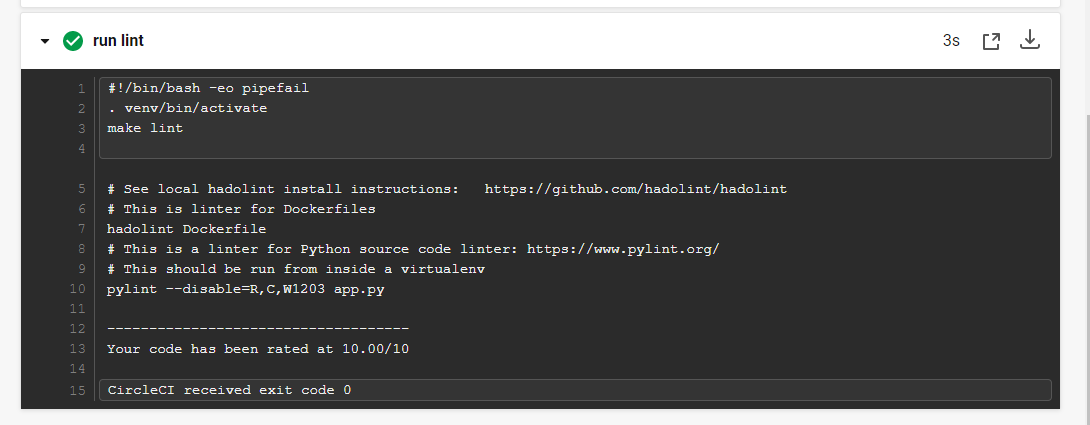 run lint
3s
1 #!/bin/bash -eo pipefail
2 . venv/bin/activate
3 make lint
4
5 # See local hadolint install instructions:   https://github.com/hadolint/hadolint
6 # This is linter for Dockerfiles
7 hadolint Dockerfile
8 # This is a linter for Python source code linter: https://www.pylint.org/
9 # This should be run from inside a virtualenv
10 pylint --disable=R,C,W1203 app.py
11
12 ------------------------------------
13 Your code has been rated at 10.00/10
14
15 CircleCI received exit code 0